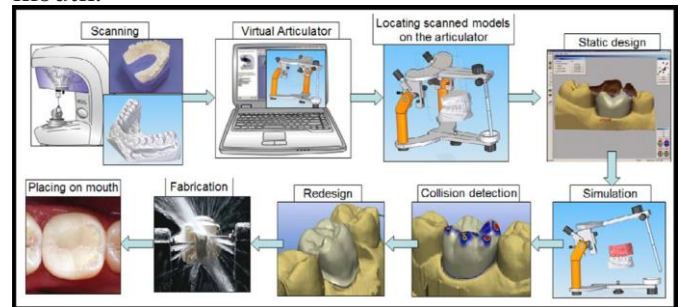 Scanning
Virtual Articulator
Locating scanned models
on the articulator
Static design
Placing on mouth
Fabrication
Redesign
Collision detection
Simulation